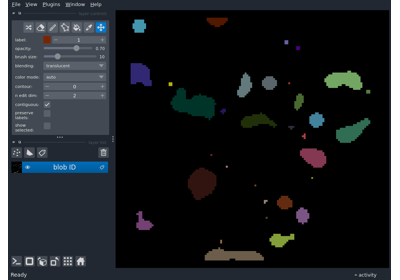 File View Plugins Window Help
label: 1
opacity: 0.70
brush size: 10
blending: translucent
color mode: auto
contour: 0
n edit dim: 2
contiguous:
preserve
labels:
show
selected:
blob ID
Ready
activity